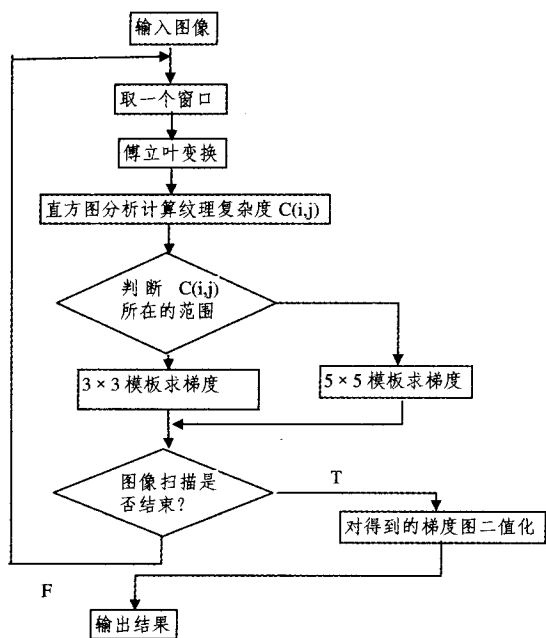 输入图像
取一个窗口
傅立叶变换
直方图分析计算纹理复杂度 C(i,j)
判断 C(i,j)
所在的范围
3×3模板求梯度
5×5模板求梯度
图像扫描是
否结束?
T
对得到的梯度图二值化
F
输出结果